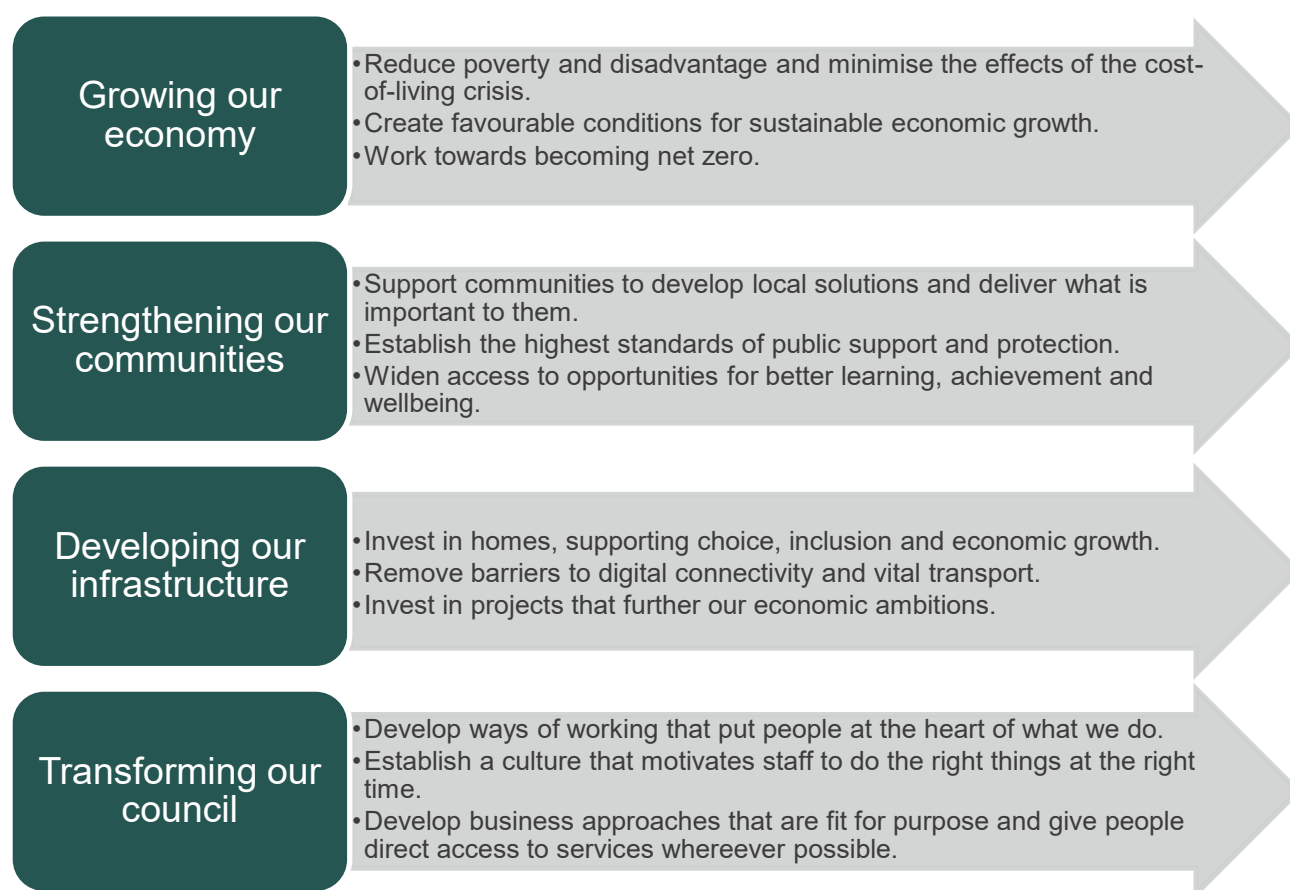 Growing our
economy
•Reduce poverty and disadvantage and minimise the effects of the cost-
of-living crisis.
•Create favourable conditions for sustainable economic growth.
•Work towards becoming net zero.
Strengthening our
communities
•Support communities to develop local solutions and deliver what is
important to them.
•Establish the highest standards of public support and protection.
•Widen access to opportunities for better learning, achievement and
wellbeing.
Developing our
infrastructure
•Invest in homes, supporting choice, inclusion and economic growth.
•Remove barriers to digital connectivity and vital transport.
•Invest in projects that further our economic ambitions.
Transforming our
council
•Develop ways of working that put people at the heart of what we do.
•Establish a culture that motivates staff to do the right things at the right
time.
•Develop business approaches that are fit for purpose and give people
direct access to services whereever possible.